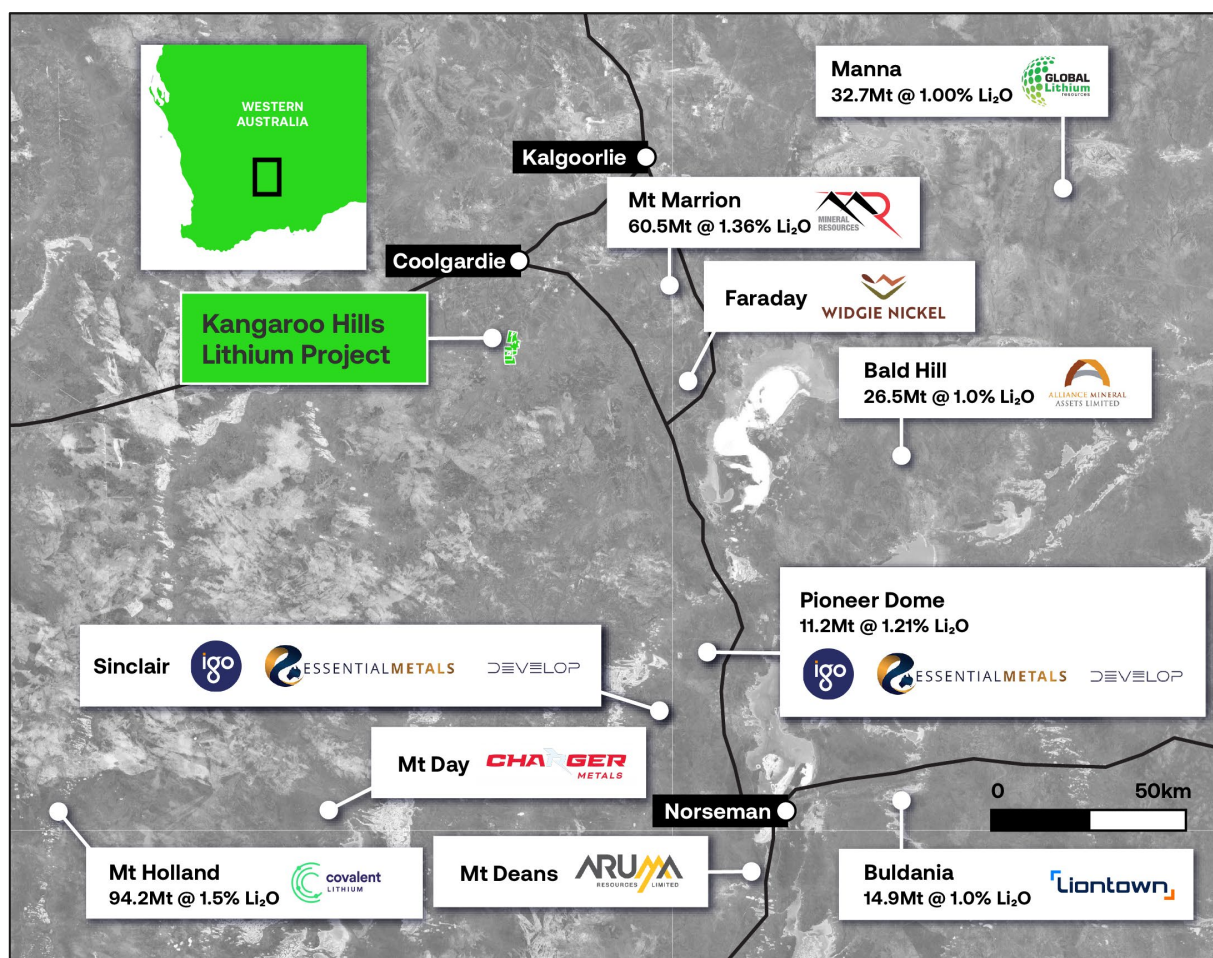 WESTERN
AUSTRALIA
Manna
32.7Mt @ 1.00% Li₂O
GLOBAL
Lithium
RESOURCES
Kalgoorlie
Mt Marrion
60.5Mt @ 1.36% Li₂O
MINERAL
RESOURCES
Coolgardie
Faraday
WIDGIE NICKEL
Kangaroo Hills
Lithium Project
Bald Hill
26.5Mt @ 1.0% Li₂O
ALLIANCE MINERAL
ASSETS LIMITED
Pioneer Dome
11.2Mt @ 1.21% Li₂O
igo
ESSENTIALMETALS
DEVELOP
Sinclair
igo
ESSENTIALMETALS
DEVELOP
Mt Day
CHARGER
METALS
Norseman
0 50km
Mt Holland
94.2Mt @ 1.5% Li₂O
covalent
LITHIUM
Mt Deans
ARUMA
RESOURCES LIMITED
Buldania
14.9Mt @ 1.0% Li₂O
Liontown